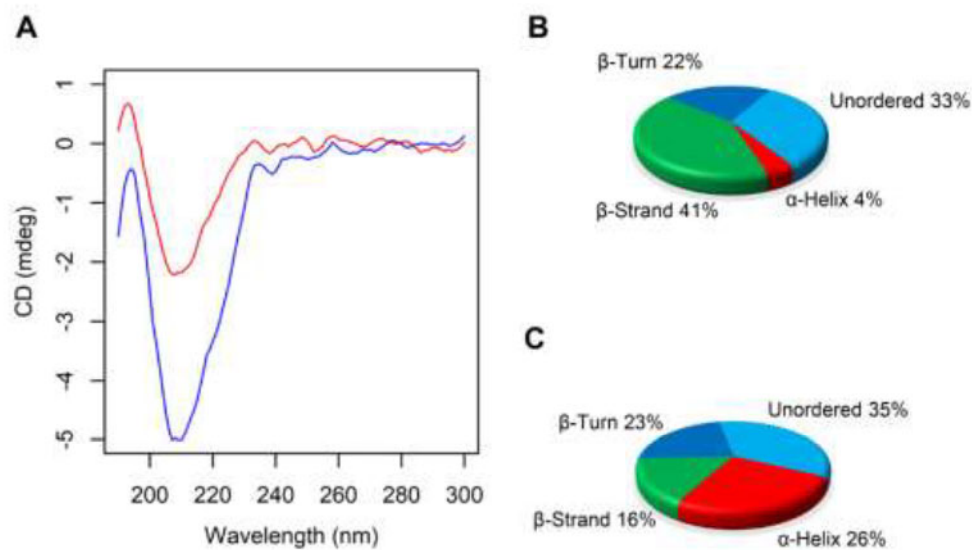 A
CD (mdeg)
1
0
-1
-2
-3
-4
-5
200 220 240 260 280 300
Wavelength (nm)
B
β-Turn 22%
Unordered 33%
β-Strand 41%
α-Helix 4%
C
β-Turn 23%
Unordered 35%
β-Strand 16%
α-Helix 26%